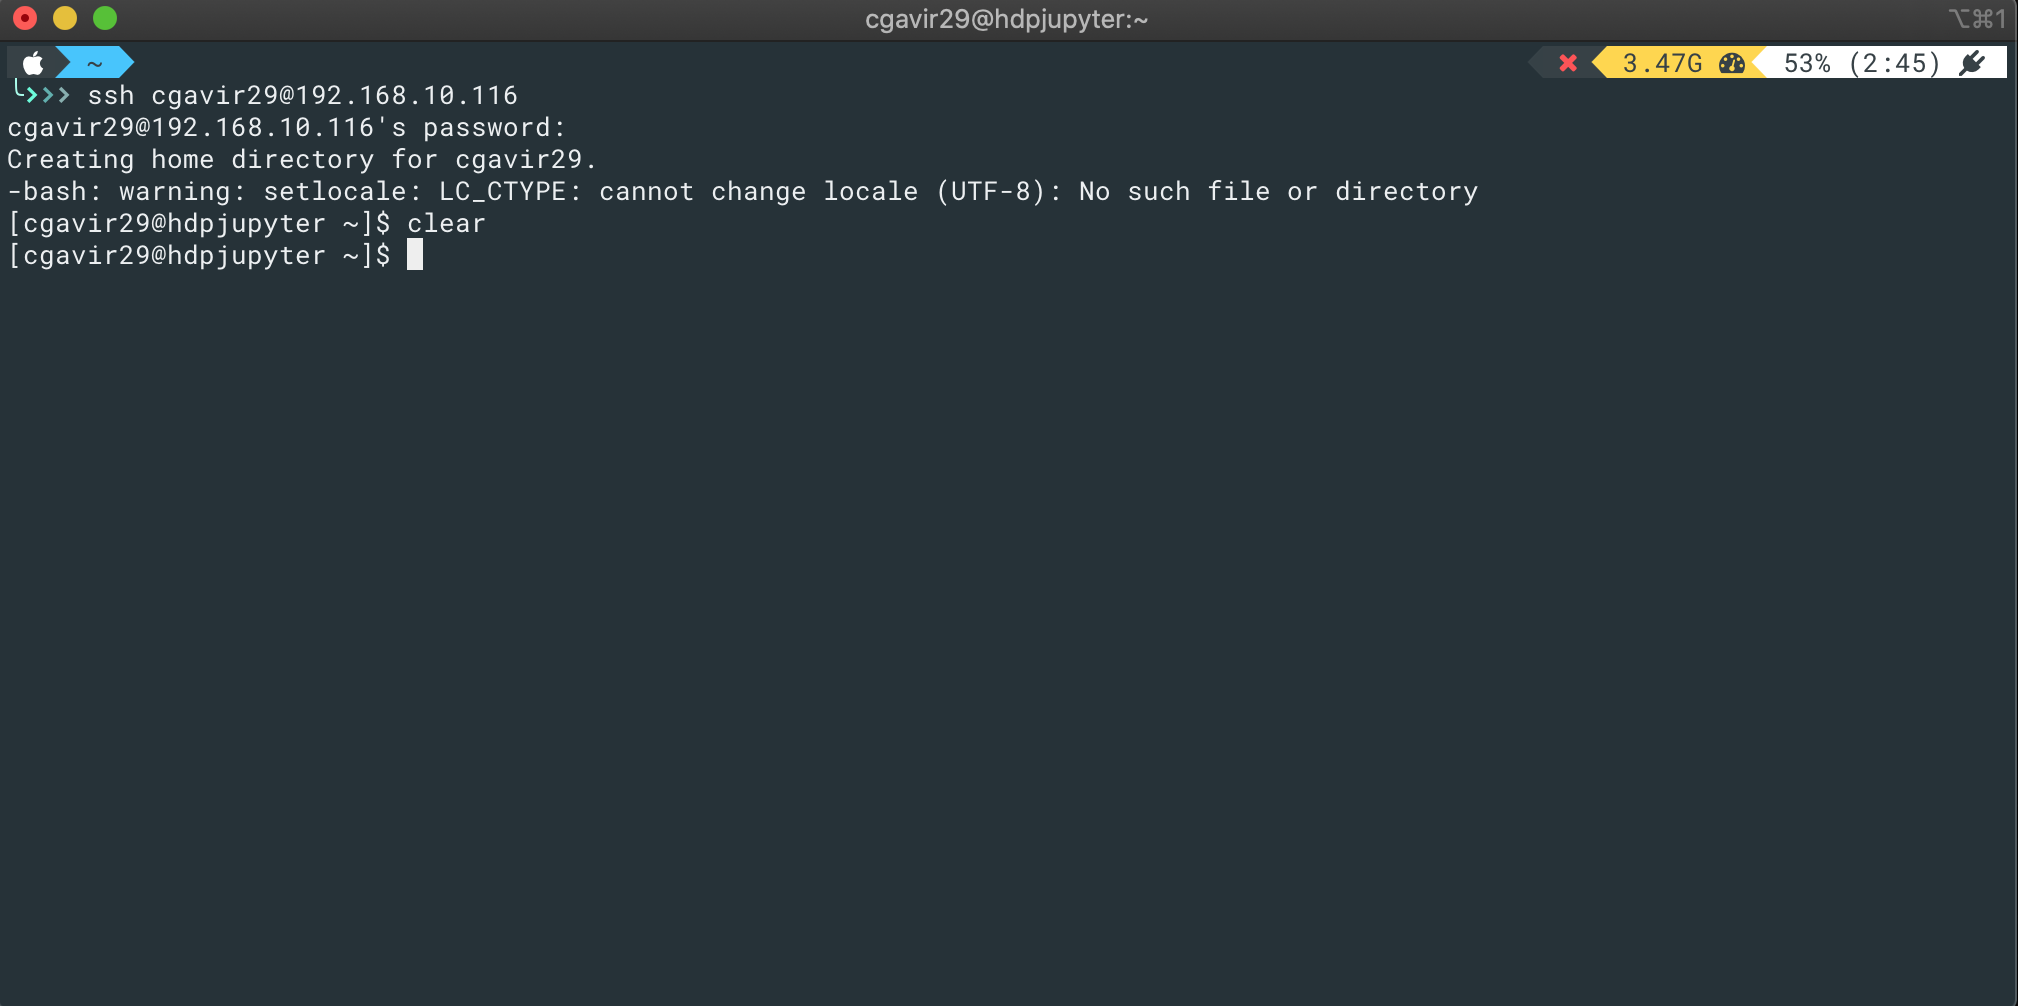 cgavir29@hdpjupyter:~
⌥⌘1
~
3.47G
53% (2:45)
ssh cgavir29@192.168.10.116
cgavir29@192.168.10.116's password:
Creating home directory for cgavir29.
-bash: warning: setlocale: LC_CTYPE: cannot change locale (UTF-8): No such file or directory
[cgavir29@hdpjupyter ~]$ clear
[cgavir29@hdpjupyter ~]$